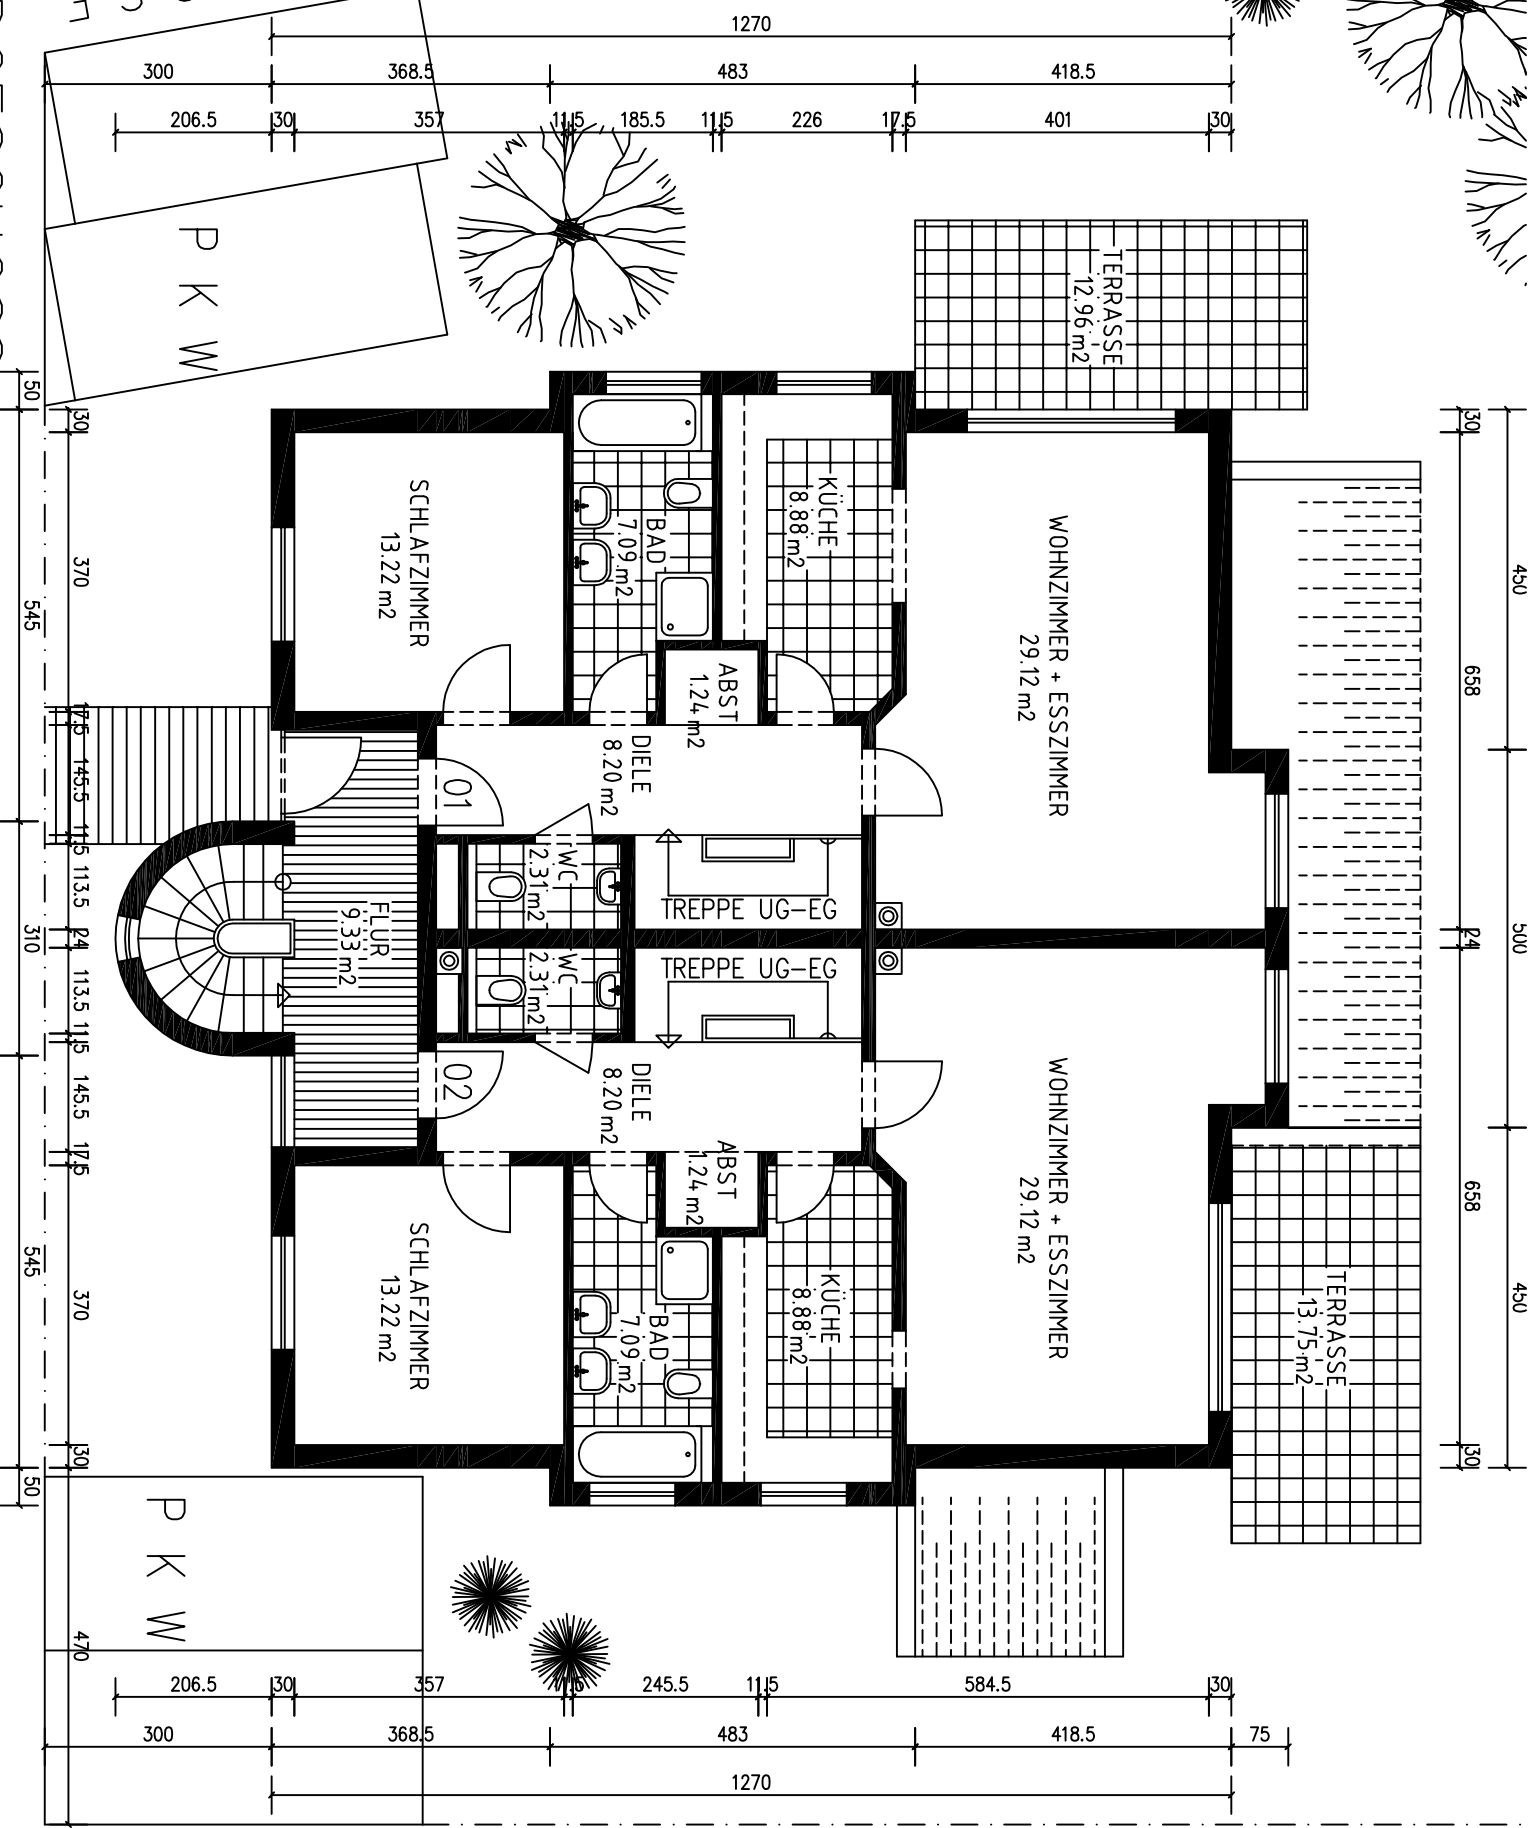 1270
300
368.5
483
418.5
206.5
30
357
11.5
185.5
11.5
226
17.5
401
30
P K W
TERRASSE
12.96 m2
50
30
30
450
SCHLAFZIMMER
13.22 m2
BAD
7.09 m2
KÜCHE
8.88 m2
WOHNZIMMER + ESSZIMMER
29.12 m2
370
545
658
ABST
1.24 m2
DIELE
8.20 m2
17.5
145.5
01
11.5
113.5
WC
2.31 m2
TREPPE UG-EG
FLUR
9.33 m2
310
24
24
500
WC
2.31 m2
TREPPE UG-EG
113.5
11.5
02
145.5
DIELE
8.20 m2
17.5
ABST
1.24 m2
WOHNZIMMER + ESSZIMMER
29.12 m2
658
545
370
SCHLAFZIMMER
13.22 m2
BAD
7.09 m2
KÜCHE
8.88 m2
TERRASSE
13.75 m2
450
30
30
50
P K W
470
206.5
30
357
11.5
245.5
11.5
584.5
30
300
368.5
483
418.5
75
1270